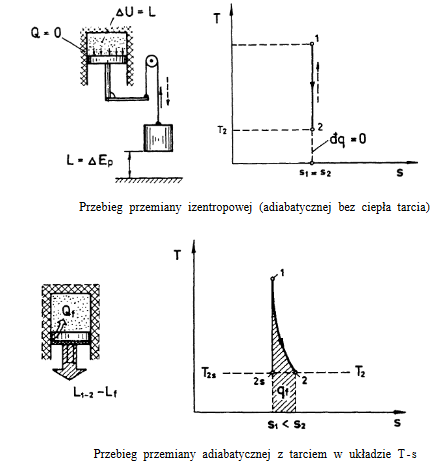 ΔU = L
Q = 0
L = ΔEp
T
1
T2
2
đq = 0
s1 = s2
s
Przebieg przemiany izentropowej (adiabatycznej bez ciepła tarcia)
Qf
L1-2 – Lf
T
1
T2s
2s
2
T2
qf
s1 < s2
s
Przebieg przemiany adiabatycznej z tarciem w układzie T - s